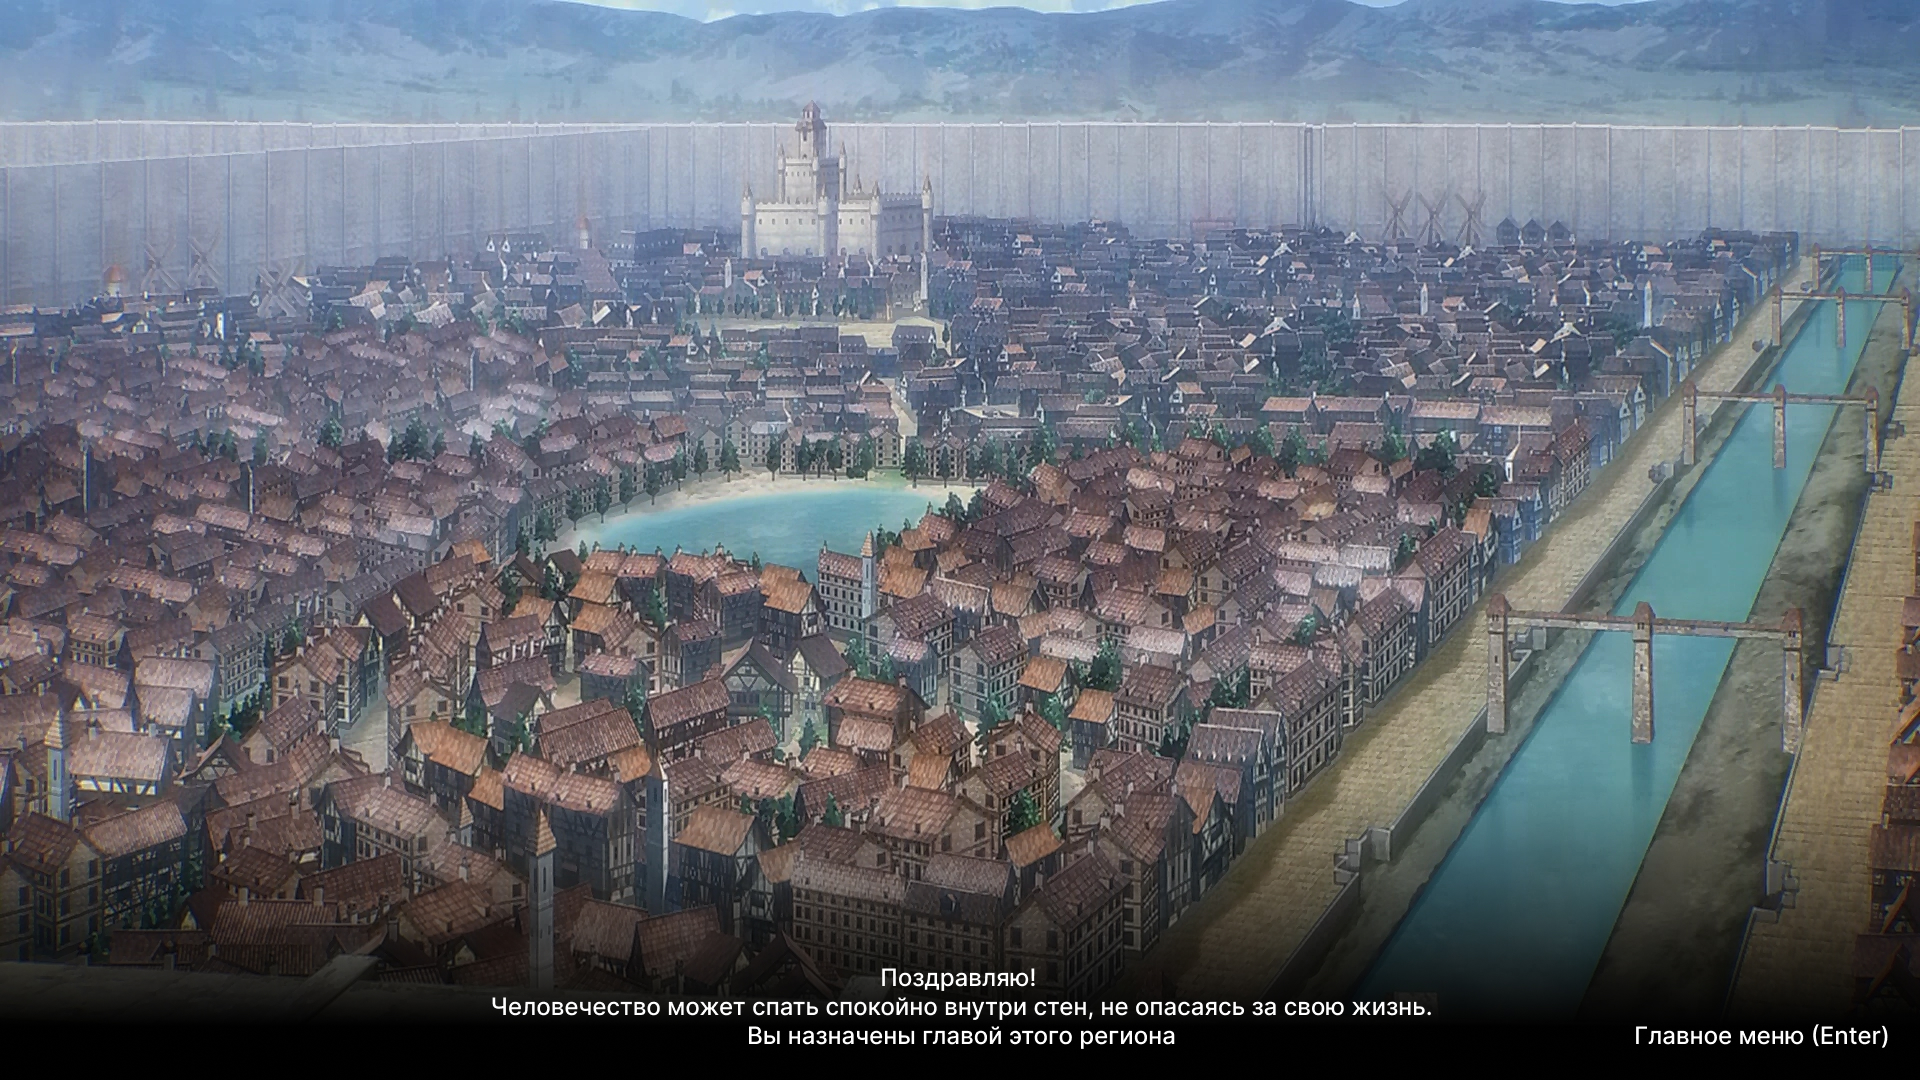 Поздравляю!
Человечество может спать спокойно внутри стен, не опасаясь за свою жизнь.
Вы назначены главой этого региона
Главное меню (Enter)